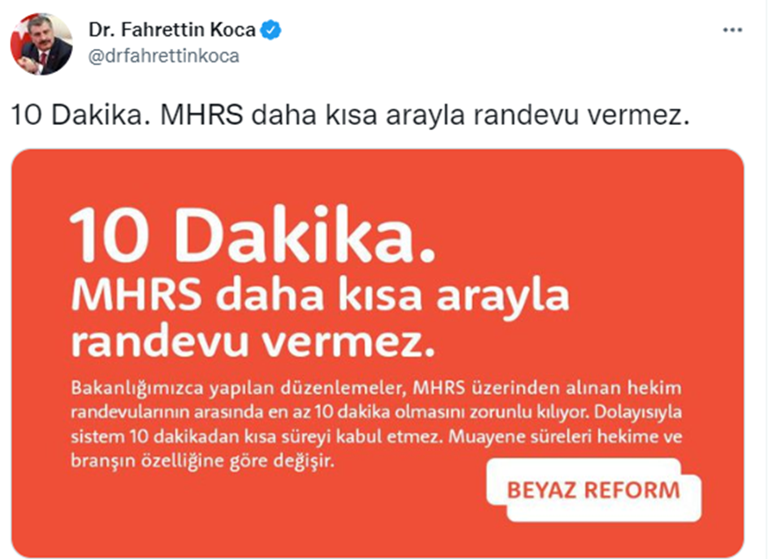 Dr. Fahrettin Koca
@drfahrettinkoca
10 Dakika. MHRS daha kısa arayla randevu vermez.
10 Dakika.
MHRS daha kısa arayla
randevu vermez.
Bakanlığımızca yapılan düzenlemeler, MHRS üzerinden alınan hekim
randevularının arasında en az 10 dakika olmasını zorunlu kılıyor. Dolayısıyla
sistem 10 dakikadan kısa süreyi kabul etmez. Muayene süreleri hekime ve
branşın özelliğine göre değişir.
BEYAZ REFORM